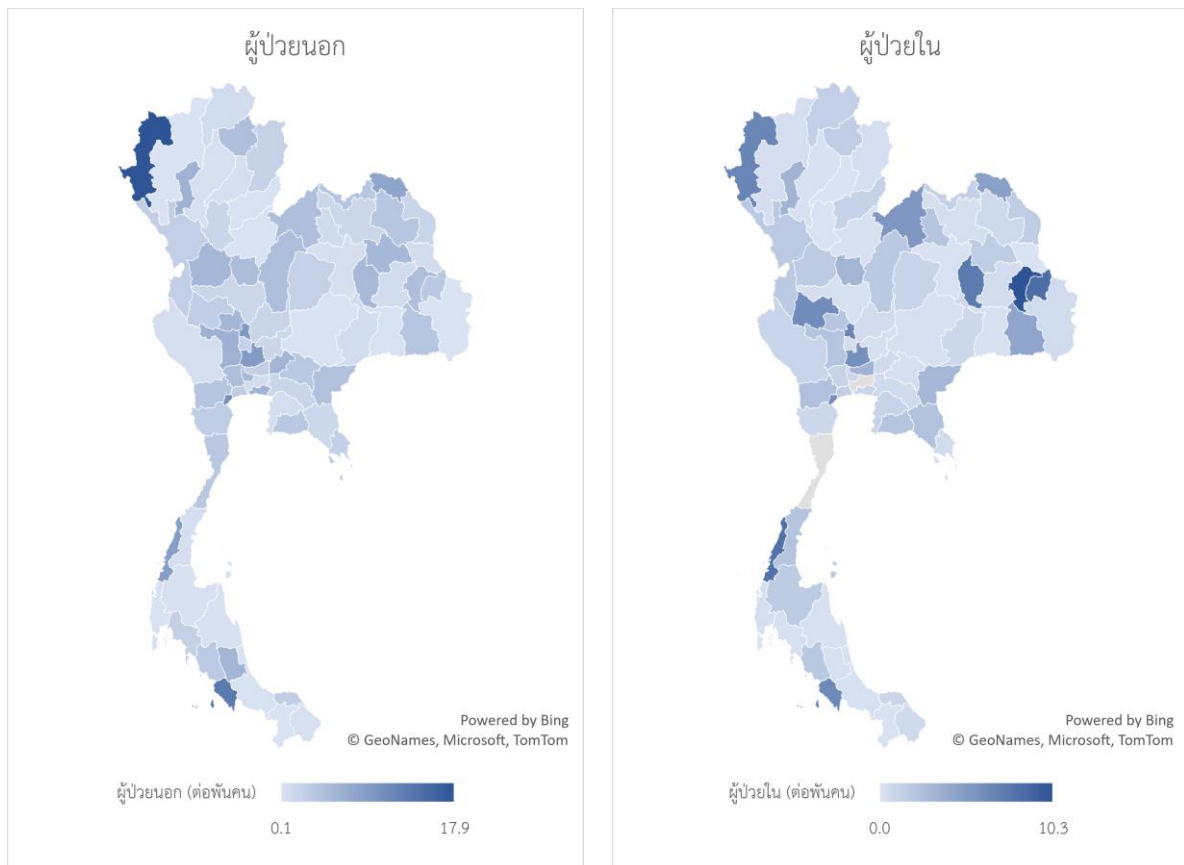 ผู้ป่วยนอก
Powered by Bing
© GeoNames, Microsoft, TomTom
ผู้ป่วยนอก (ต่อพันคน)
0.1
17.9
ผู้ป่วยใน
Powered by Bing
© GeoNames, Microsoft, TomTom
ผู้ป่วยใน (ต่อพันคน)
0.0
10.3